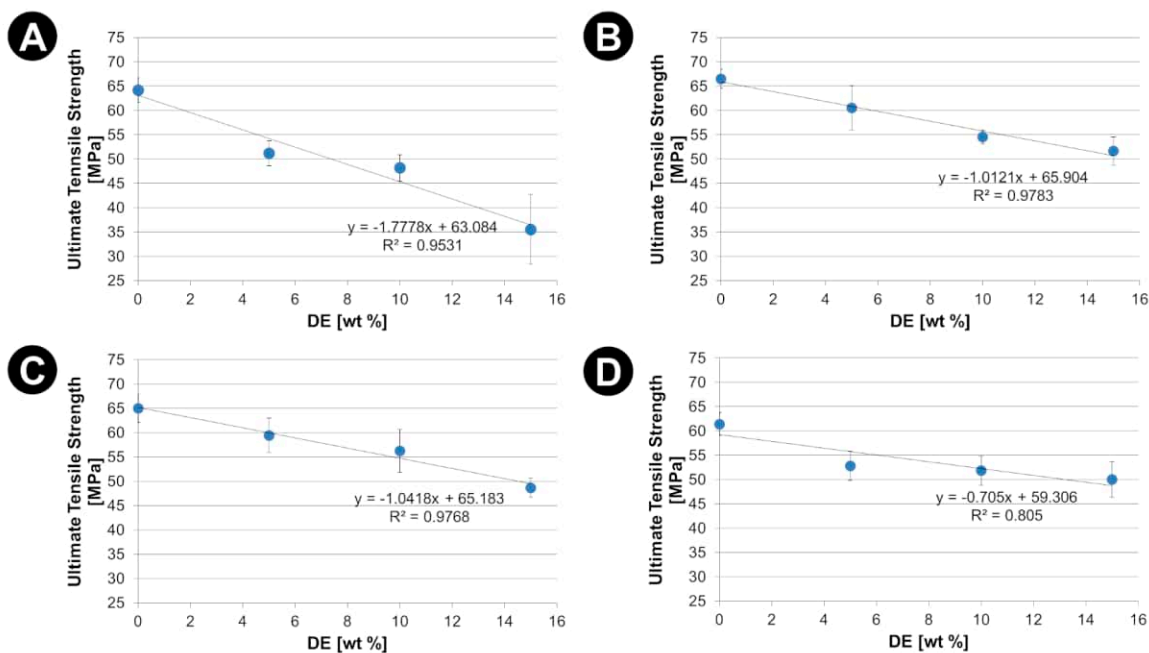 A
Ultimate Tennsile Strength
[MPa]
75
70
65
60
55
50
45
40
35
30
25
y = -1.7778x + 63.084
R² = 0.9531
0 2 4 6 8 10 12 14 16
DE [wt %]
B
Ultimate Tensile Strength
[MPa]
75
70
65
60
55
50
45
40
35
30
25
y = -1.0121x + 65.904
R² = 0.9783
0 2 4 6 8 10 12 14 16
DE [wt %]
C
Ultimate Tensile Strength
[MPa]
75
70
65
60
55
50
45
40
35
30
25
y = -1.0418x + 65.183
R² = 0.9768
0 2 4 6 8 10 12 14 16
DE [wt %]
D
Ultimate Tensile Strength
[MPa]
75
70
65
60
55
50
45
40
35
30
25
y = -0.705x + 59.306
R² = 0.805
0 2 4 6 8 10 12 14 16
DE [wt %]